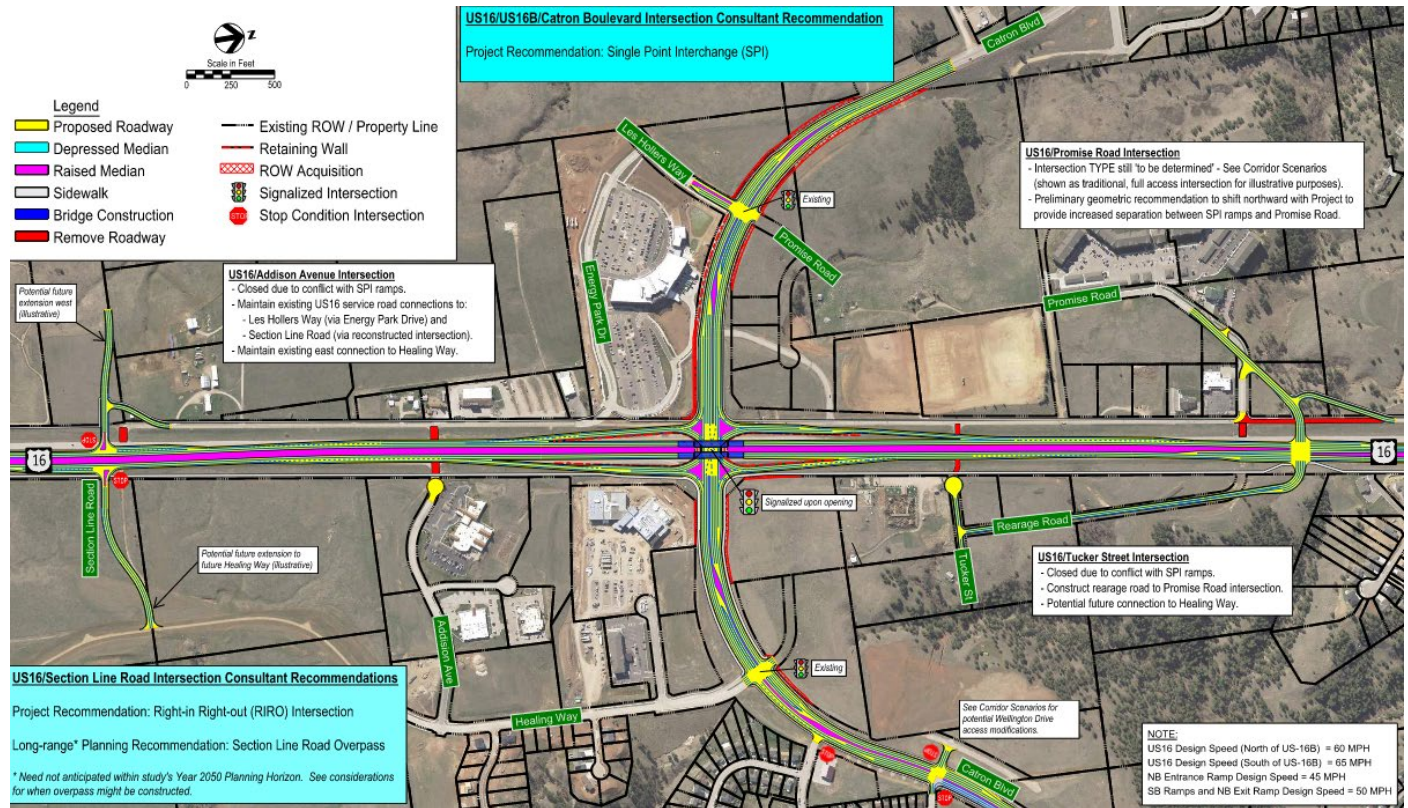 US16/US16B/Catron Boulevard Intersection Consultant Recommendation
Project Recommendation: Single Point Interchange (SPI)
Z
Scale in Feet
0 250 500
Legend
Proposed Roadway
Depressed Median
Raised Median
Sidewalk
Bridge Construction
Remove Roadway
Existing ROW / Property Line
Retaining Wall
ROW Acquisition
Signalized Intersection
STOP
Stop Condition Intersection
Catron Blvd
Les Hollers Way
Existing
Promise Road
US16/Promise Road Intersection
- Intersection TYPE still 'to be determined' - See Corridor Scenarios
(shown as traditional, full access intersection for illustrative purposes).
- Preliminary geometric recommendation to shift northward with Project to
provide increased separation between SPI ramps and Promise Road.
US16/Addison Avenue Intersection
- Closed due to conflict with SPI ramps.
- Maintain existing US16 service road connections to:
- Les Hollers Way (via Energy Park Drive) and
- Section Line Road (via reconstructed intersection).
- Maintain existing east connection to Healing Way.
Potential future
extension west
(illustrative)
Energy Park Dr
Promise Road
STOP
16
16
STOP
Section Line Road
Signalized upon opening
Rearage Road
Tucker St
Potential future extension to
future Healing Way (illustrative)
US16/Tucker Street Intersection
- Closed due to conflict with SPI ramps.
- Construct rearage road to Promise Road intersection.
- Potential future connection to Healing Way.
Addision Ave
Existing
Healing Way
US16/Section Line Road Intersection Consultant Recommendations
Project Recommendation: Right-in Right-out (RIRO) Intersection
Long-range* Planning Recommendation: Section Line Road Overpass
* Need not anticipated within study's Year 2050 Planning Horizon. See considerations
for when overpass might be constructed.
See Corridor Scenarios for
potential Wellington Drive
access modifications.
STOP
STOP
STOP
Catron Blvd
NOTE:
US16 Design Speed (North of US-16B) = 60 MPH
US16 Design Speed (South of US-16B) = 65 MPH
NB Entrance Ramp Design Speed = 45 MPH
SB Ramps and NB Exit Ramp Design Speed = 50 MPH